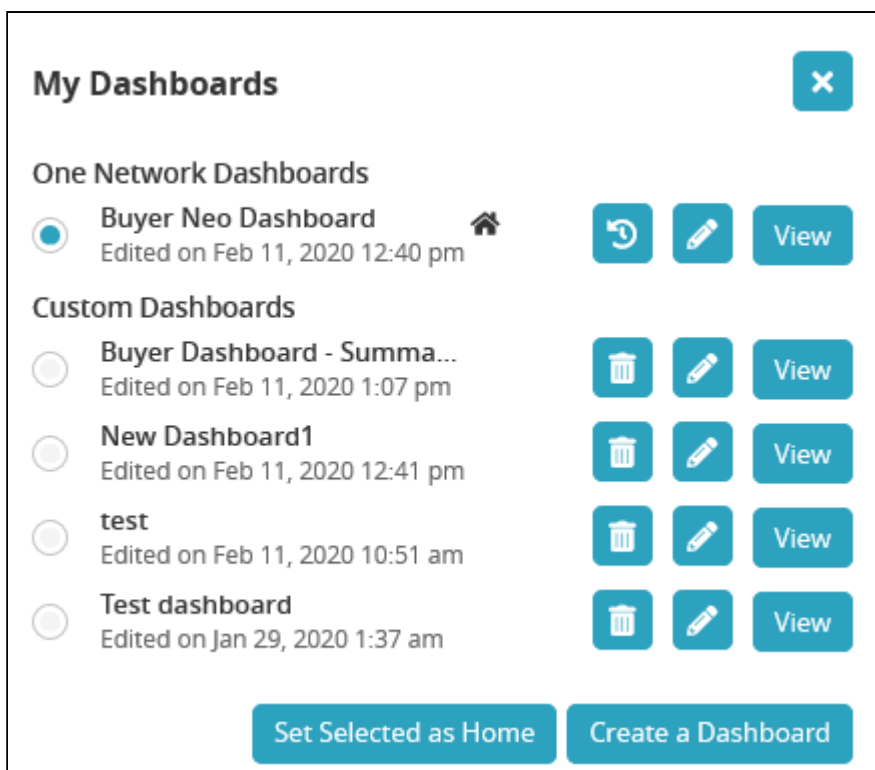 My Dashboards
One Network Dashboards
Buyer Neo Dashboard
Edited on Feb 11, 2020 12:40 pm
View
Custom Dashboards
Buyer Dashboard - Summa...
Edited on Feb 11, 2020 1:07 pm
View
New Dashboard1
Edited on Feb 11, 2020 12:41 pm
View
test
Edited on Feb 11, 2020 10:51 am
View
Test dashboard
Edited on Jan 29, 2020 1:37 am
View
Set Selected as Home
Create a Dashboard